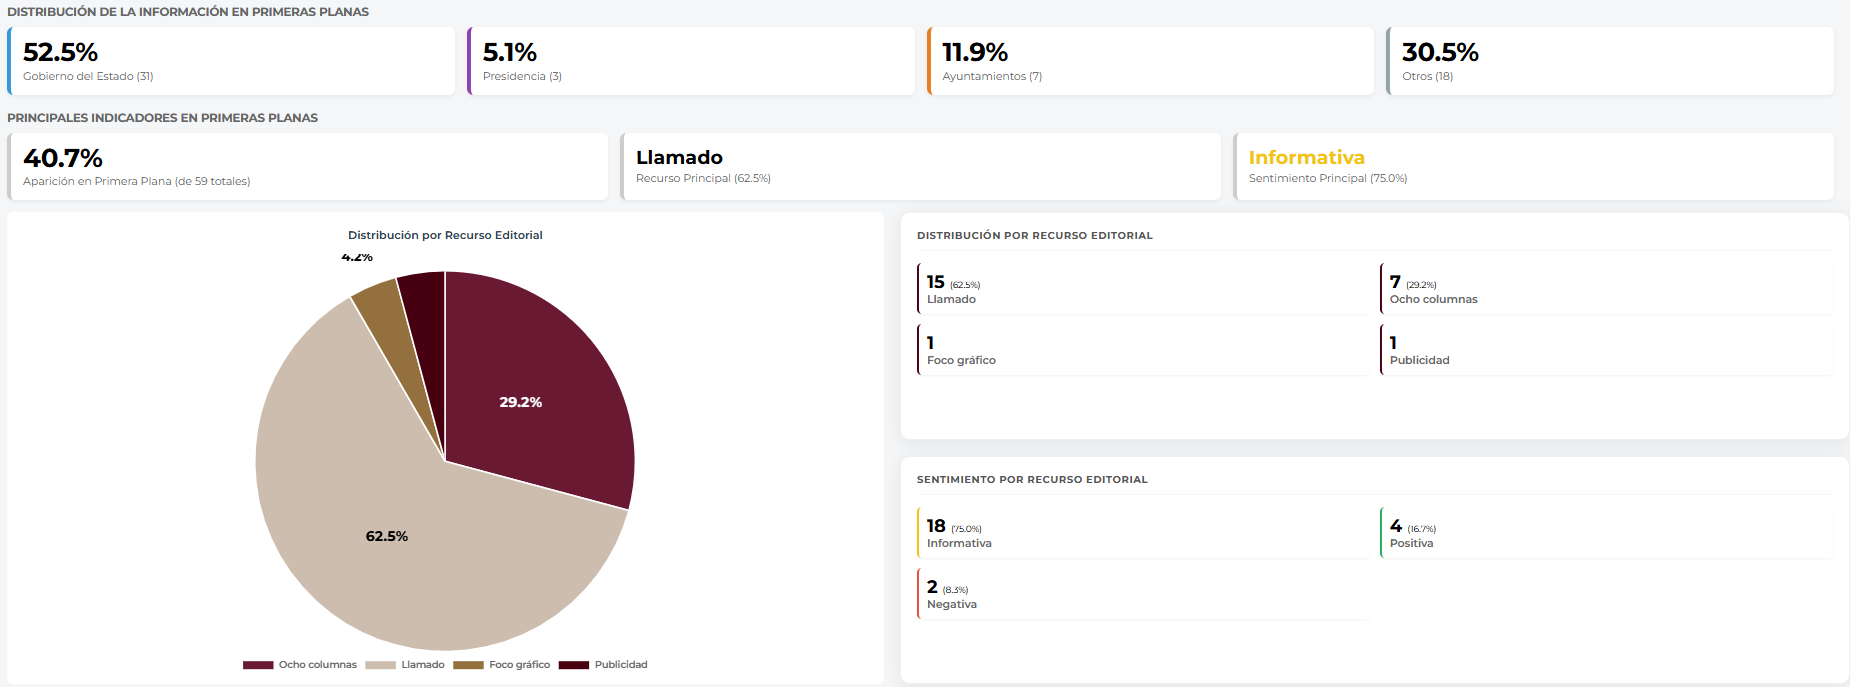 DISTRIBUCIÓN DE LA INFORMACIÓN EN PRIMERAS PLANAS
52.5%
Gobierno del Estado (31)
5.1%
Presidencia (3)
11.9%
Ayuntamientos (7)
30.5%
Otros (18)
PRINCIPALES INDICADORES EN PRIMERAS PLANAS
40.7%
Aparición en Primera Plana (de 59 totales)
Llamado
Recurso Principal (62.5%)
Informativa
Sentimiento Principal (75.0%)
Distribución por Recurso Editorial
4.2%
29.2%
62.5%
Ocho columnas
Llamado
Foco gráfico
Publicidad
DISTRIBUCIÓN POR RECURSO EDITORIAL
15 (62.5%)
Llamado
7 (29.2%)
Ocho columnas
1
Foco gráfico
1
Publicidad
SENTIMIENTO POR RECURSO EDITORIAL
18 (75.0%)
Informativa
4 (16.7%)
Positiva
2 (8.3%)
Negativa